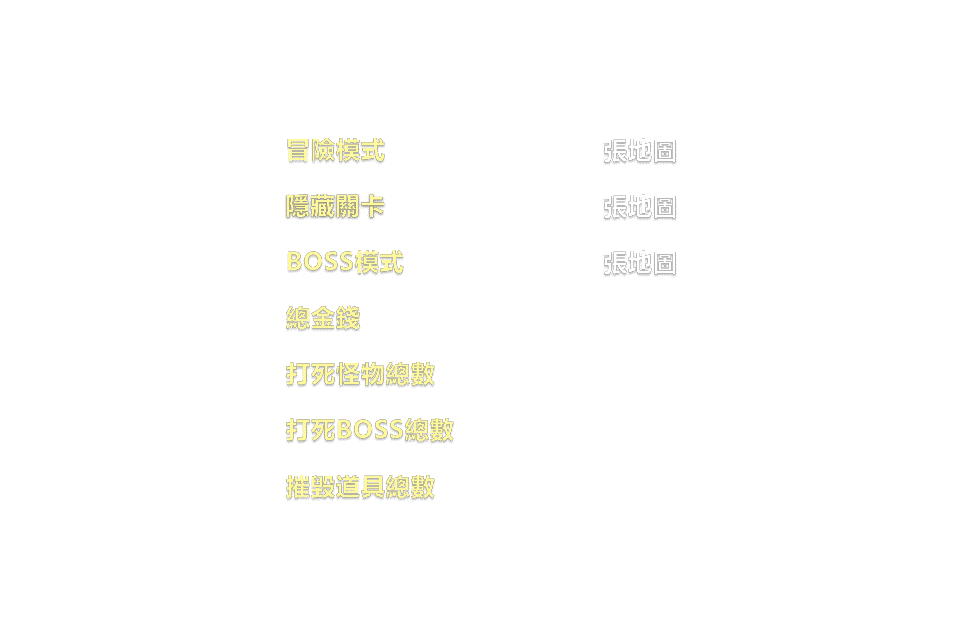 冒險模式 張地圖
隱藏關卡 張地圖
BOSS模式 張地圖
總金錢
打死怪物總數
打死BOSS總數
摧毀道具總數